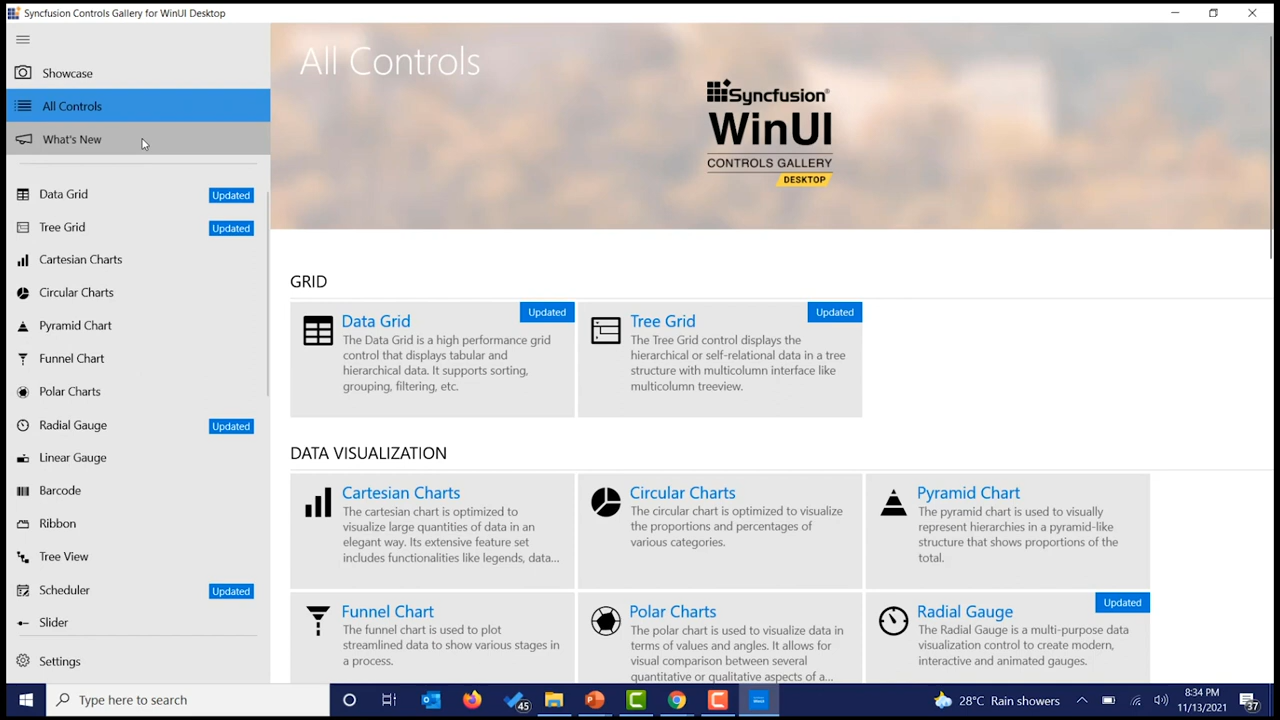 Syncfusion Controls Gallery for WinUI Desktop
Showcase
All Controls
What's New
Data Grid Updated
Tree Grid Updated
Cartesian Charts
Circular Charts
Pyramid Chart
Funnel Chart
Polar Charts
Radial Gauge Updated
Linear Gauge
Barcode
Ribbon
Tree View
Scheduler Updated
Slider
Settings
All Controls
Syncfusion®
WinUI
CONTROLS GALLERY
DESKTOP
GRID
Updated
Data Grid
The Data Grid is a high performance grid
control that displays tabular and
hierarchical data. It supports sorting,
grouping, filtering, etc.
Updated
Tree Grid
The Tree Grid control displays the
hierarchical or self-relational data in a tree
structure with multicolumn interface like
multicolumn treeview.
DATA VISUALIZATION
Cartesian Charts
The cartesian chart is optimized to
visualize large quantities of data in an
elegant way. Its extensive feature set
includes functionalities like legends, data...
Circular Charts
The circular chart is optimized to visualize
the proportions and percentages of
various categories.
Pyramid Chart
The pyramid chart is used to visually
represent hierarchies in a pyramid-like
structure that shows proportions of the
total.
Funnel Chart
The funnel chart is used to plot
streamlined data to show various stages in
a process.
Polar Charts
The polar chart is used to visualize data in
terms of values and angles. It allows for
visual comparison between several
quantitative or qualitative aspects of a...
Updated
Radial Gauge
The Radial Gauge is a multi-purpose data
visualization control to create modern,
interactive and animated gauges.
Type here to search
45
28°C Rain showers
8:34 PM
11/13/2021
37